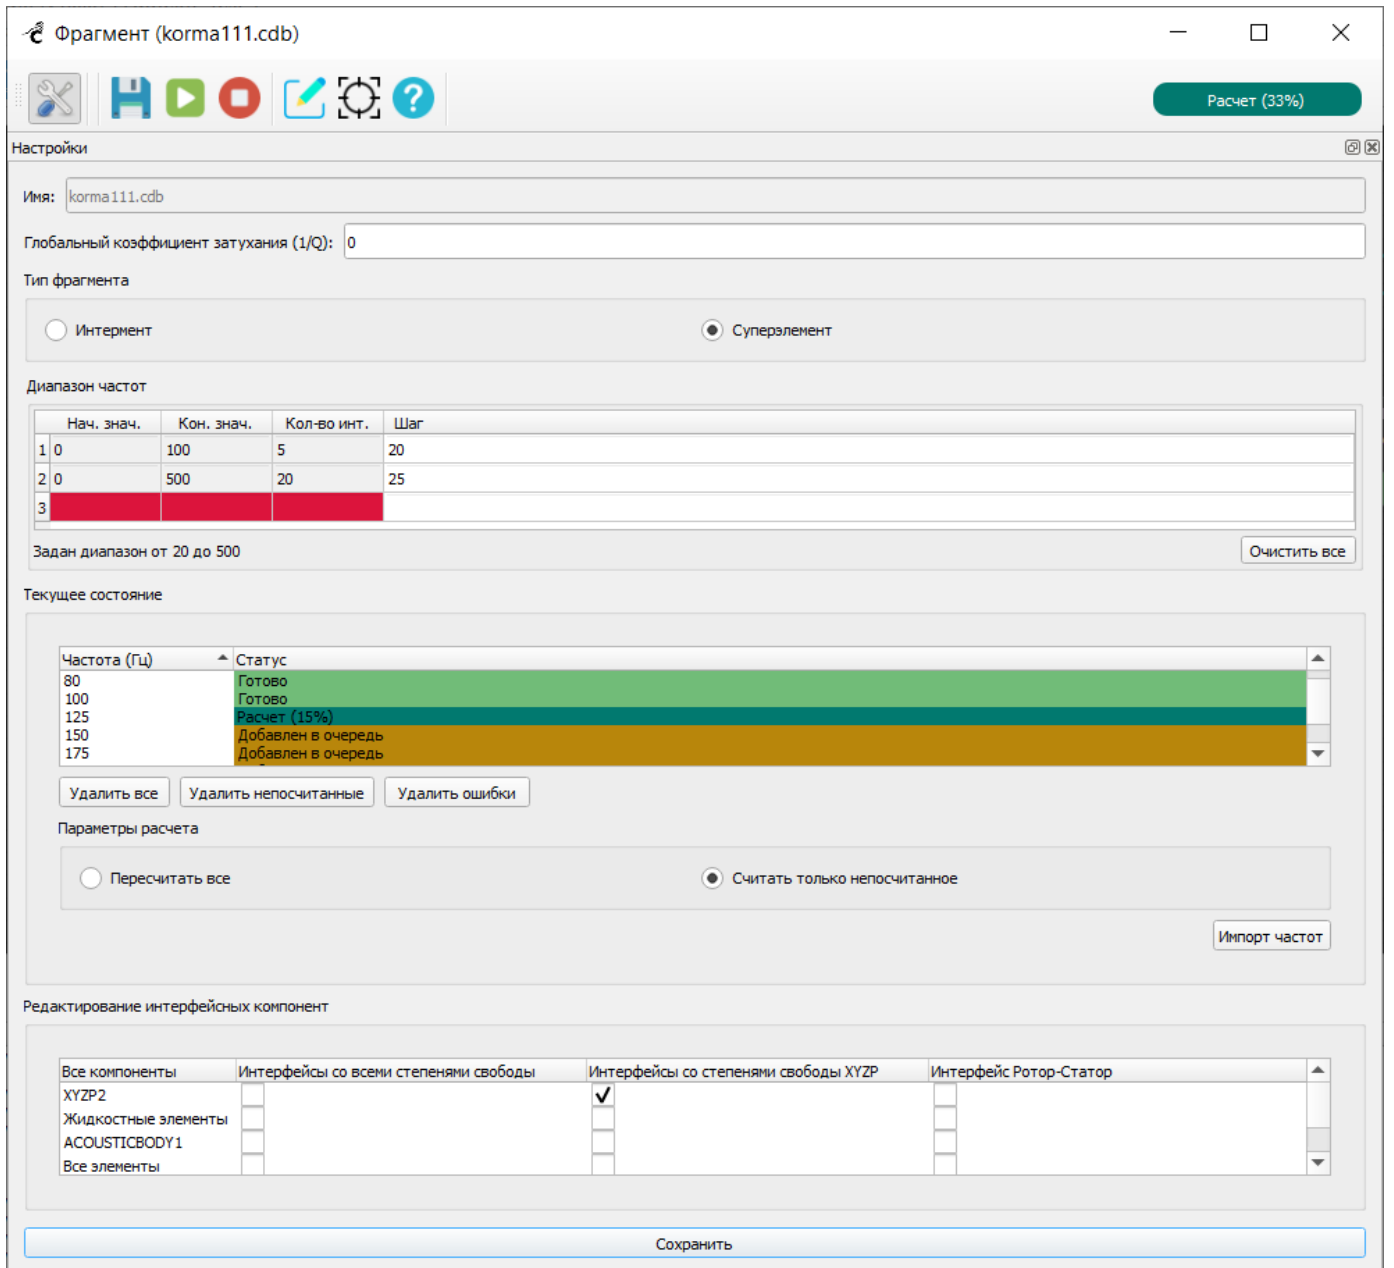 Фрагмент (korma111.cdb)
Расчет (33%)
Настройки
Имя: korma111.cdb
Глобальный коэффициент затухания (1/Q): 0
Тип фрагмента
Интермент Суперэлемент
Диапазон частот
Нач. знач. Кон. знач. Кол-во инт. Шаг
1 0 100 5 20
2 0 500 20 25
3
Задан диапазон от 20 до 500 Очистить все
Текущее состояние
Частота (Гц) Статус
80 Готово
100 Готово
125 Расчет (15%)
150 Добавлен в очередь
175 Добавлен в очередь
Удалить все Удалить непосчитанные Удалить ошибки
Параметры расчета
Пересчитать все Считать только непосчитанное
Импорт частот
Редактирование интерфейсных компонент
Все компоненты Интерфейсы со всеми степенями свободы Интерфейсы со степенями свободы XYZP Интерфейс Ротор-Статор
XYZP2
Жидкостные элементы
ACOUSTICBODY1
Все элементы
Сохранить